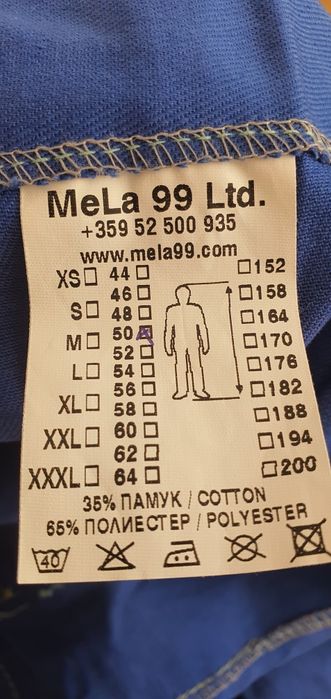 MeLa 99 Ltd.
+359 52 500 935
www.mela99.com
XS 44 152
46 158
S 48 164
M 50 170
52 176
L 54 182
56 188
XL 58 194
XXL 60 200
62
XXXL 64
35% ПАМУК / COTTON
65% ПОЛИЕСТЕР / POLYESTER
40